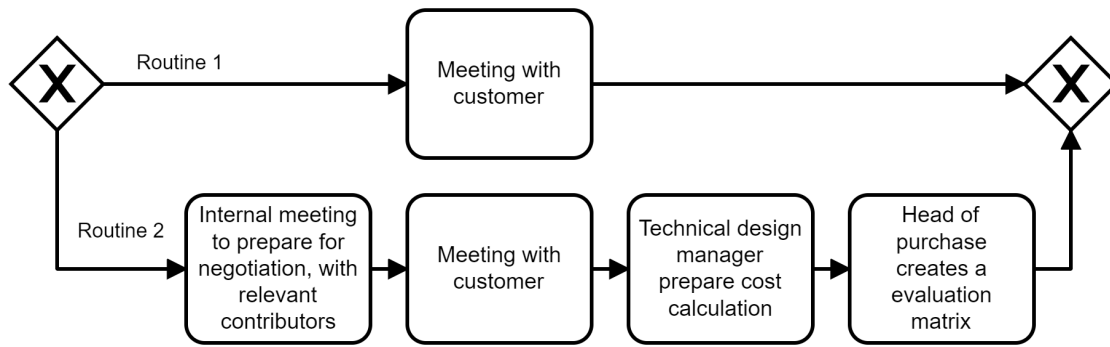 X
Routine 1
Meeting with
customer
X
Routine 2
Internal meeting
to prepare for
negotiation, with
relevant
contributors
Meeting with
customer
Technical design
manager
prepare cost
calculation
Head of
purchase
creates a
evaluation
matrix